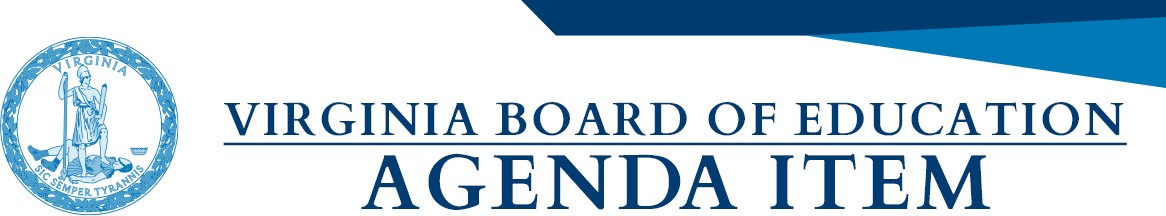 VIRGINIA
SIC SEMPER TYRANNIS
VIRGINIA BOARD OF EDUCATION
AGENDA ITEM